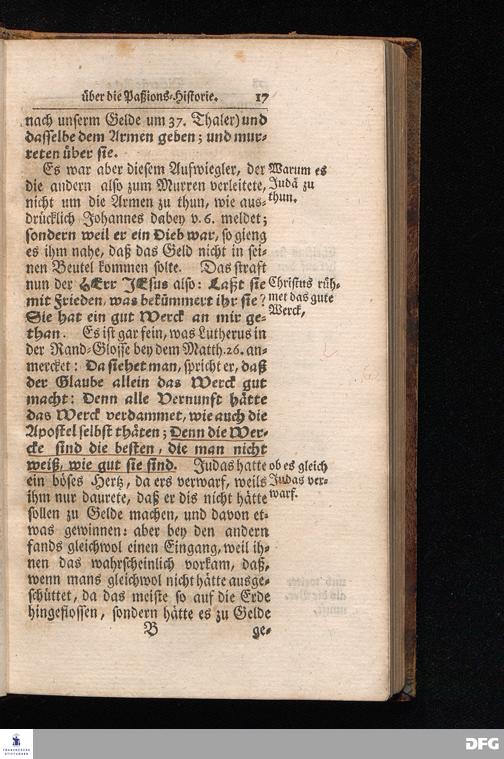 über die Paßions-Historie. 17
nach unserm Gelde um 37. Thaler) und
dasselbe dem Armen geben; und mur-
reten über sie.
Es war aber diesem Aufwiegler, der
die andern also zum Murren verleitete,
nicht um die Armen zu thun, wie aus-
drücklich Johannes dabey v. 6. meldet;
sondern weil er ein Dieb war, so gieng
es ihm nahe, daß das Geld nicht in sei-
nen Beutel kommen solte. Das straft
nun der HErr JEsus also: Laßt sie
mit Frieden, was bekümmert ihr sie?
Sie hat ein gut Werck an mir ge-
than. Es ist gar fein, was Lutherus in
der Rand-Glosse bey dem Matth. 26. an-
mercket: Da siehet man, spricht er, daß
der Glaube allein das Werck gut
macht: Denn alle Vernunft hätte
das Werck verdammet, wie auch die
Apostel selbst thäten; Denn die Wer-
cke sind die besten, die man nicht
weiß, wie gut sie sind. Judas hatte
ein böses Hertz, da ers verwarf, weils
ihm nur daurete, daß er dis nicht hätte
sollen zu Gelde machen, und davon et-
was gewinnen: aber bey den andern
fands gleichwol einen Eingang, weil ih-
nen das wahrscheinlich vorkam, daß,
wenn mans gleichwol nicht hätte ausge-
schüttet, da das meiste so auf die Erde
hingeflossen, sondern hätte es zu Gelde
B ge-
Warum es
Judä zu
thun.
Christus rüh-
met das gute
Werck,
ob es gleich
Judas ver-
warf.
FRANCKESCHE
STIFTUNGEN
DFG